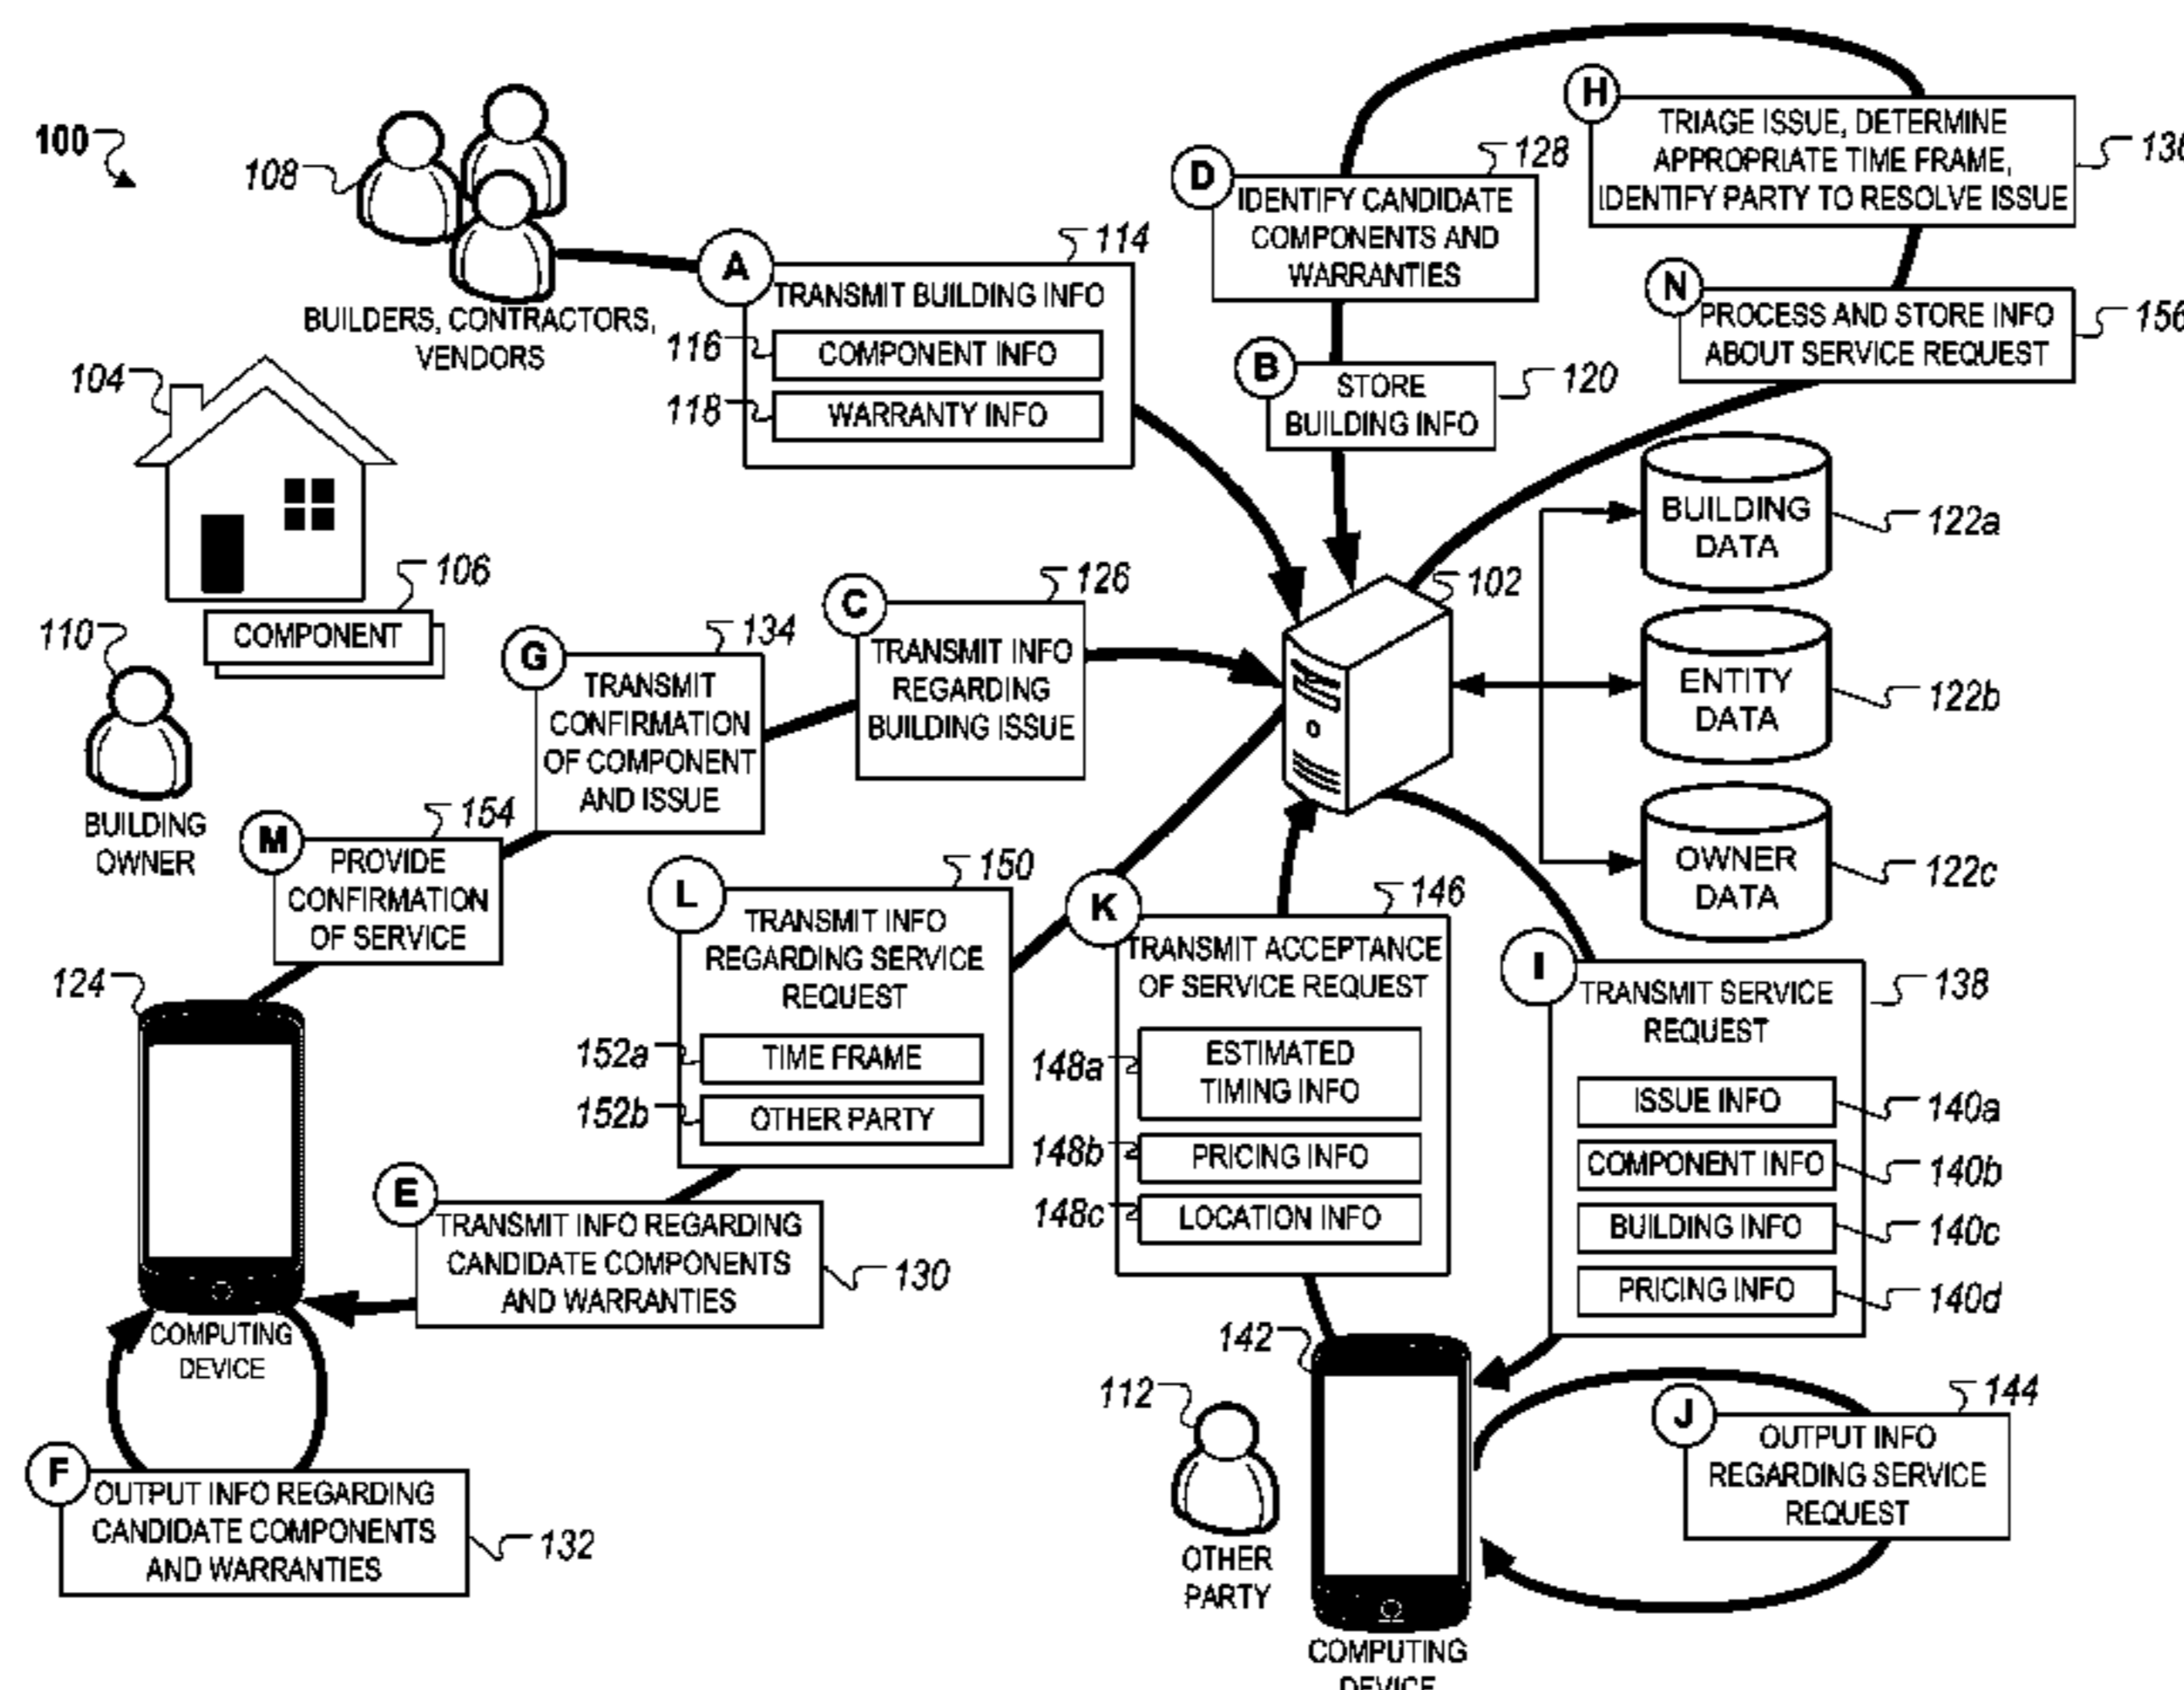 100
108
BUILDERS, CONTRACTORS,
VENDORS
A
114
TRANSMIT BUILDING INFO
116
COMPONENT INFO
118
WARRANTY INFO
D
128
IDENTIFY CANDIDATE
COMPONENTS AND
WARRANTIES
H
TRIAGE ISSUE, DETERMINE
APPROPRIATE TIME FRAME,
IDENTIFY PARTY TO RESOLVE ISSUE
N
PROCESS AND STORE INFO
ABOUT SERVICE REQUEST
156
B
120
STORE
BUILDING INFO
104
106
COMPONENT
110
BUILDING
OWNER
102
BUILDING
DATA
122a
ENTITY
DATA
122b
OWNER
DATA
122c
C
126
TRANSMIT INFO
REGARDING
BUILDING ISSUE
G
134
TRANSMIT
CONFIRMATION
OF COMPONENT
AND ISSUE
M
154
PROVIDE
CONFIRMATION
OF SERVICE
124
COMPUTING
DEVICE
L
150
TRANSMIT INFO
REGARDING SERVICE
REQUEST
152a
TIME FRAME
152b
OTHER PARTY
K
146
TRANSMIT ACCEPTANCE
OF SERVICE REQUEST
148a
ESTIMATED
TIMING INFO
148b
PRICING INFO
148c
LOCATION INFO
I
138
TRANSMIT SERVICE
REQUEST
ISSUE INFO
140a
COMPONENT INFO
140b
BUILDING INFO
140c
PRICING INFO
140d
E
TRANSMIT INFO REGARDING
CANDIDATE COMPONENTS
AND WARRANTIES
130
F
OUTPUT INFO REGARDING
CANDIDATE COMPONENTS
AND WARRANTIES
132
112
OTHER
PARTY
142
COMPUTING
DEVICE
J
144
OUTPUT INFO
REGARDING SERVICE
REQUEST